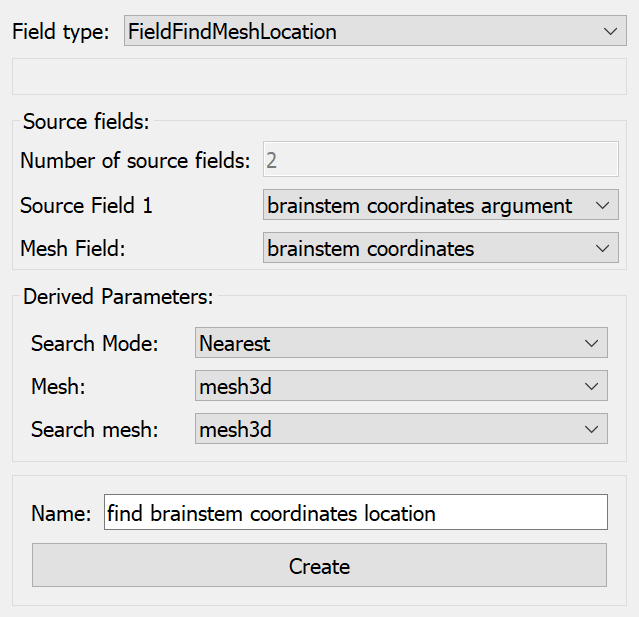 Field type: FieldFindMeshLocation
Source fields:
Number of source fields: 2
Source Field 1 brainstem coordinates argument
Mesh Field: brainstem coordinates
Derived Parameters:
Search Mode: Nearest
Mesh: mesh3d
Search mesh: mesh3d
Name: find brainstem coordinates location
Create